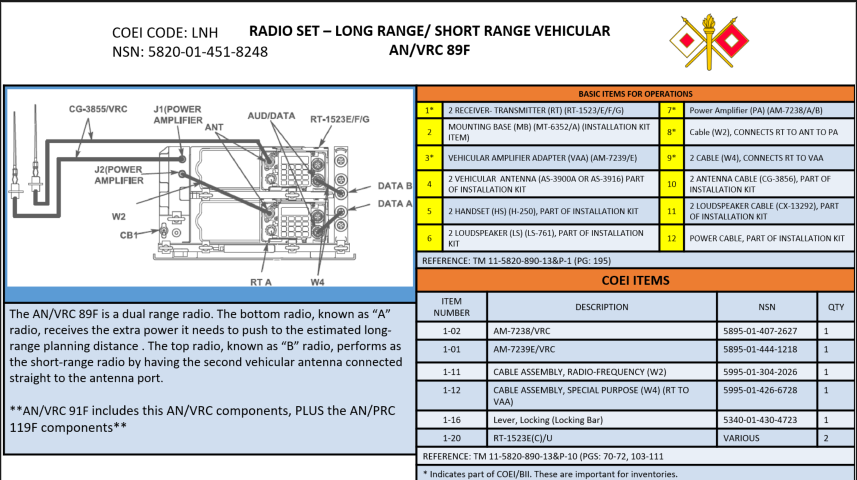 COEI CODE: LNH
NSN: 5820-01-451-8248
RADIO SET – LONG RANGE/ SHORT RANGE VEHICULAR
AN/VRC 89F
CG-3855/VRC
J1(POWER
AMPLIFIER
ANT
AUD/DATA
RT-1523E/F/G
J2(POWER
AMPLIFIER
W2
CB1
DATA B
DATA A
RT A
W4
The AN/VRC 89F is a dual range radio. The bottom radio, known as “A”
radio, receives the extra power it needs to push to the estimated long-
range planning distance . The top radio, known as “B” radio, performs as
the short-range radio by having the second vehicular antenna connected
straight to the antenna port.
**AN/VRC 91F includes this AN/VRC components, PLUS the AN/PRC
119F components**
BASIC ITEMS FOR OPERATIONS
1* 2 RECEIVER- TRANSMITTER (RT) (RT-1523/E/F/G) 7* Power Amplifier (PA) (AM-7238/A/B)
2 MOUNTING BASE (MB) (MT-6352/A) (INSTALLATION KIT
ITEM) 8* Cable (W2), CONNECTS RT TO ANT TO PA
3* VEHICULAR AMPLIFIER ADAPTER (VAA) (AM-7239/E) 9* 2 CABLE (W4), CONNECTS RT TO VAA
4 2 VEHICULAR ANTENNA (AS-3900A OR AS-3916) PART
OF INSTALLATION KIT
10 2 ANTENNA CABLE (CG-3856), PART OF
INSTALLATION KIT
5 2 HANDSET (HS) (H-250), PART OF INSTALLATION KIT
11 2 LOUDSPEAKER CABLE (CX-13292), PART
OF INSTALLATION KIT
6 2 LOUDSPEAKER (LS) (LS-761), PART OF INSTALLATION
KIT
12 POWER CABLE, PART OF INSTALLATION KIT
REFERENCE: TM 11-5820-890-13&P-1 (PG: 195)
COEI ITEMS
ITEM
NUMBER DESCRIPTION NSN QTY
1-02 AM-7238/VRC 5895-01-407-2627 1
1-01 AM-7239E/VRC 5895-01-444-1218 1
1-11 CABLE ASSEMBLY, RADIO-FREQUENCY (W2) 5995-01-304-2026 1
1-12 CABLE ASSEMBLY, SPECIAL PURPOSE (W4) (RT TO
VAA) 5995-01-426-6728 1
1-16 Lever, Locking (Locking Bar) 5340-01-430-4723 1
1-20 RT-1523E(C)/U VARIOUS 2
REFERENCE: TM 11-5820-890-13&P-10 (PGS: 70-72, 103-111
* Indicates part of COEI/BII. These are important for inventories.